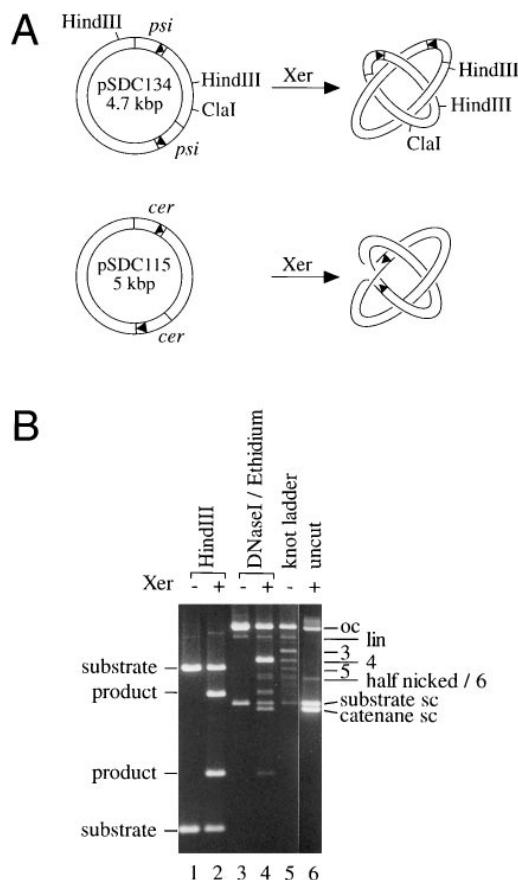 A
HindIII
psi
pSDC134
4.7 kbp
HindIII
ClaI
psi
Xer
HindIII
HindIII
ClaI
cer
pSDC115
5 kbp
cer
Xer
B
HindIII
DNaseI / Ethidium
knot ladder
uncut
Xer - + - + - +
oc
lin
3
4
5
half nicked / 6
substrate sc
catenane sc
substrate
product
product
substrate
1 2 3 4 5 6